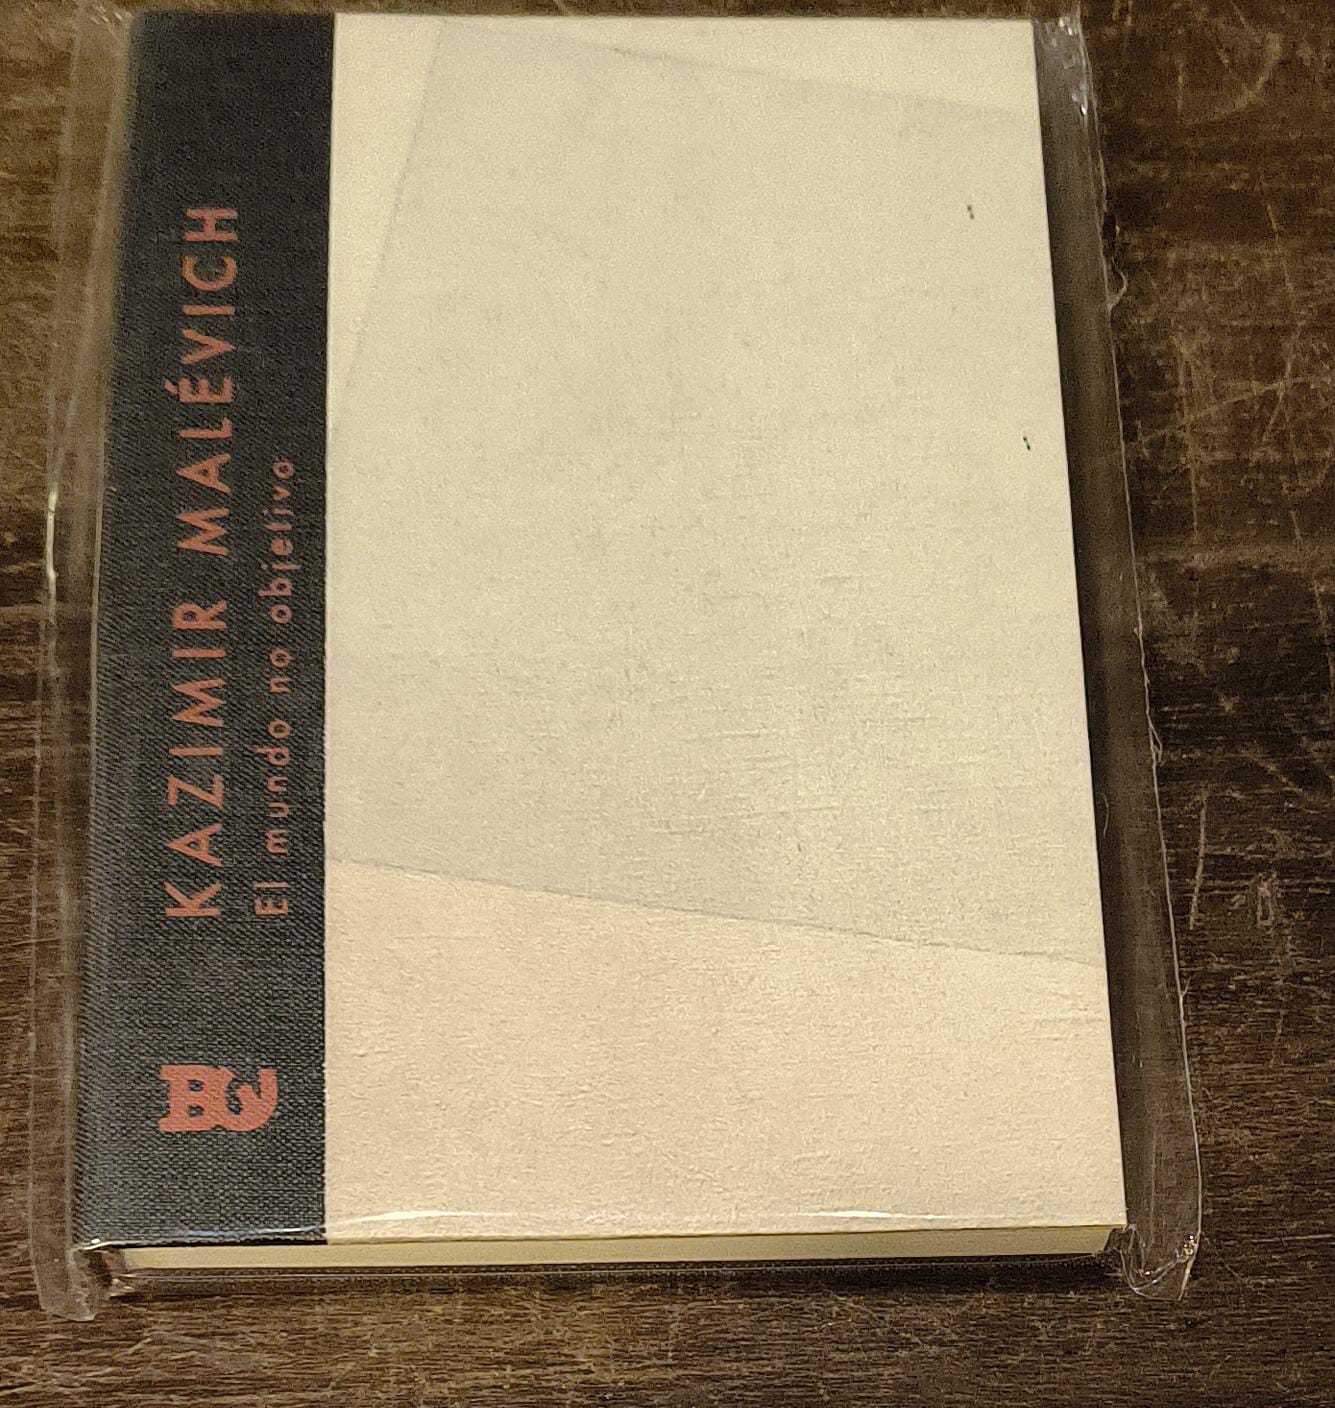 KAZIMIR MALÉVICH
El mundo no objetivo